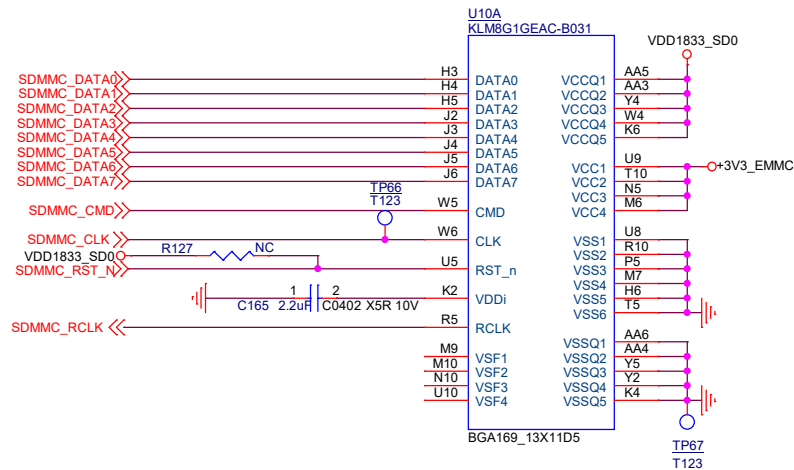 U10A
KLM8G1GEAC-B031
VDD1833_SD0
SDMMC_DATA0 H3 DATA0 VCCQ1 AA5
SDMMC_DATA1 H4 DATA1 VCCQ2 AA3
SDMMC_DATA2 H5 DATA2 VCCQ3 Y4
SDMMC_DATA3 J2 DATA3 VCCQ4 W4
SDMMC_DATA4 J3 DATA4 VCCQ5 K6
SDMMC_DATA5 J4 DATA5
SDMMC_DATA6 J5 DATA6 VCC1 U9 +3V3_EMMC
SDMMC_DATA7 J6 DATA7 VCC2 T10
VCC3 N5
VCC4 M6
TP66
T123
SDMMC_CMD W5 CMD
SDMMC_CLK W6 CLK VSS1 U8
VDD1833_SD0 R127 NC VSS2 R10
SDMMC_RST_N U5 RST_n VSS3 P5
VSS4 M7
1 2 K2 VDDi VSS5 H6
C165 2.2uF C0402 X5R 10V VSS6 T5
SDMMC_RCLK R5 RCLK
VSSQ1 AA6
M9 VSF1 VSSQ2 AA4
M10 VSF2 VSSQ3 Y5
N10 VSF3 VSSQ4 Y2
U10 VSF4 VSSQ5 K4
BGA169_13X11D5
TP67
T123